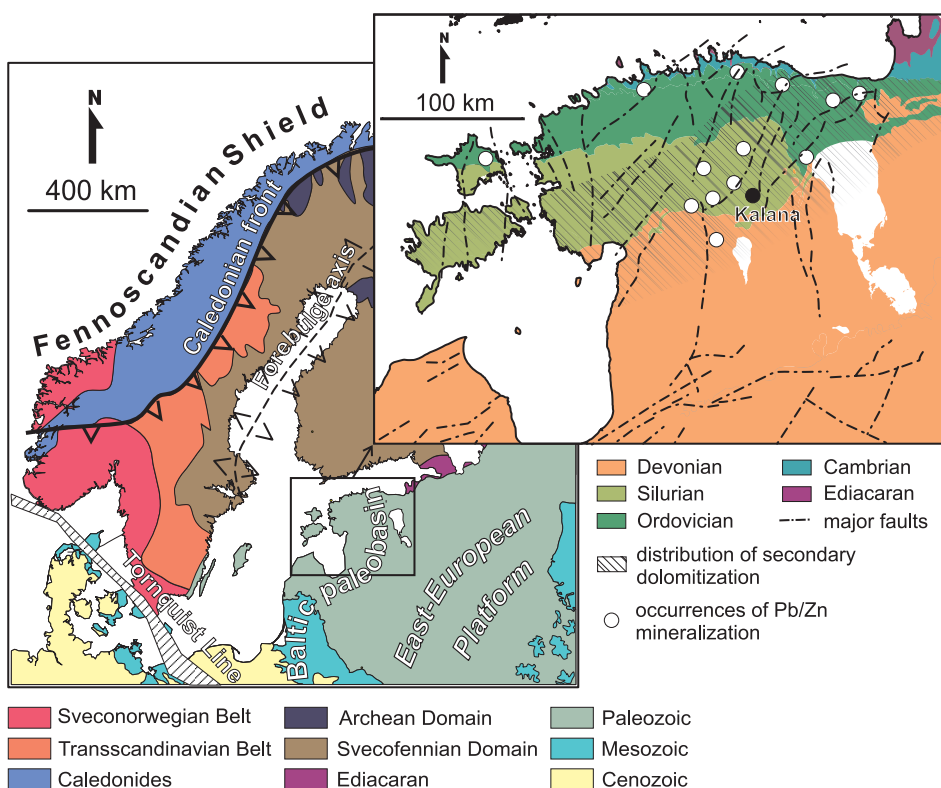 N
400 km
Fennoscandian Shield
Caledonian front
Forebulge axis
Tornquist Line
Baltic paleobasin
East-European
Platform
N
100 km
Kalana
Devonian
Silurian
Ordovician
Cambrian
Ediacaran
major faults
distribution of secondary
dolomitization
occurrences of Pb/Zn
mineralization
Sveconorwegian Belt
Transscandinavian Belt
Caledonides
Archean Domain
Svecofennian Domain
Ediacaran
Paleozoic
Mesozoic
Cenozoic